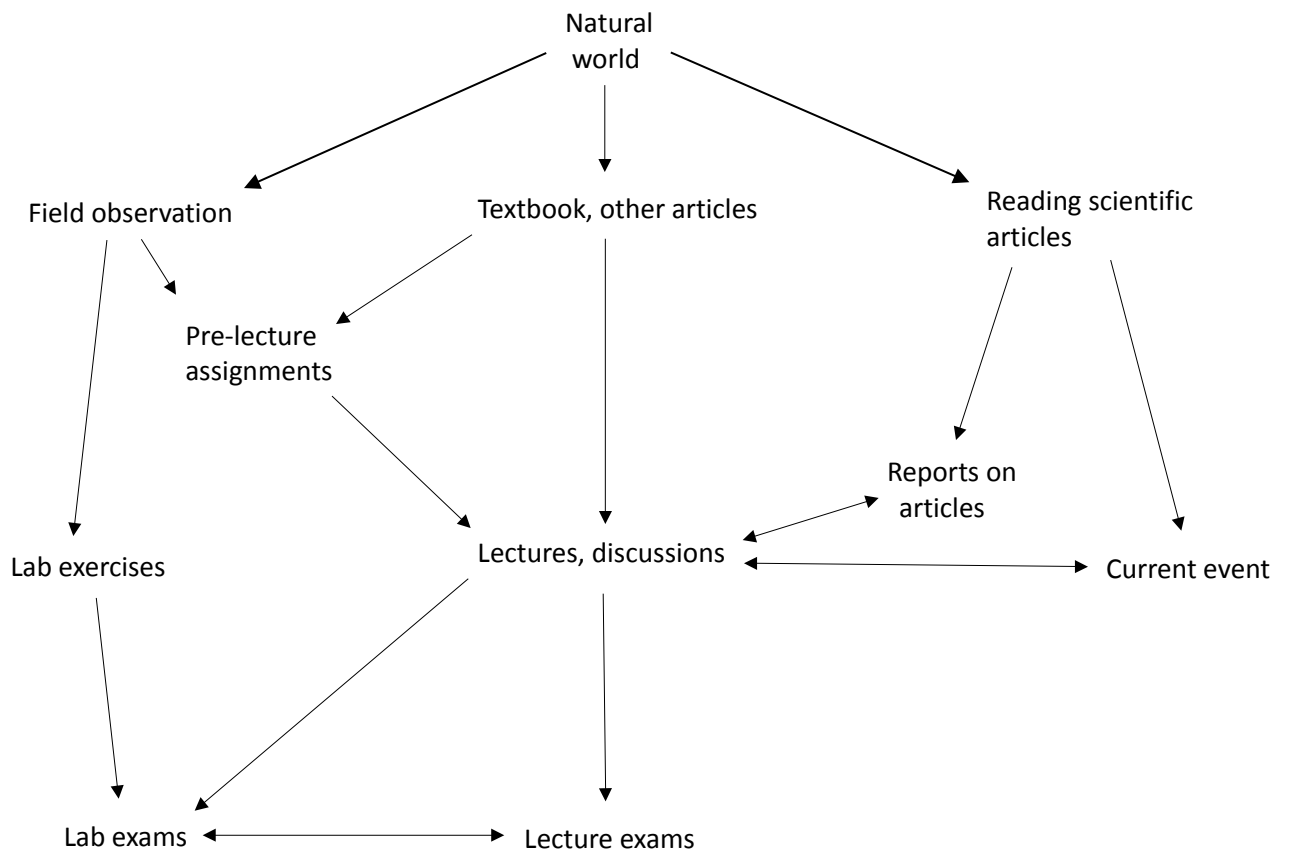 Natural
world
Field observation
Textbook, other articles
Reading scientific
articles
Pre-lecture
assignments
Reports on
articles
Lab exercises
Lectures, discussions
Current event
Lab exams
Lecture exams